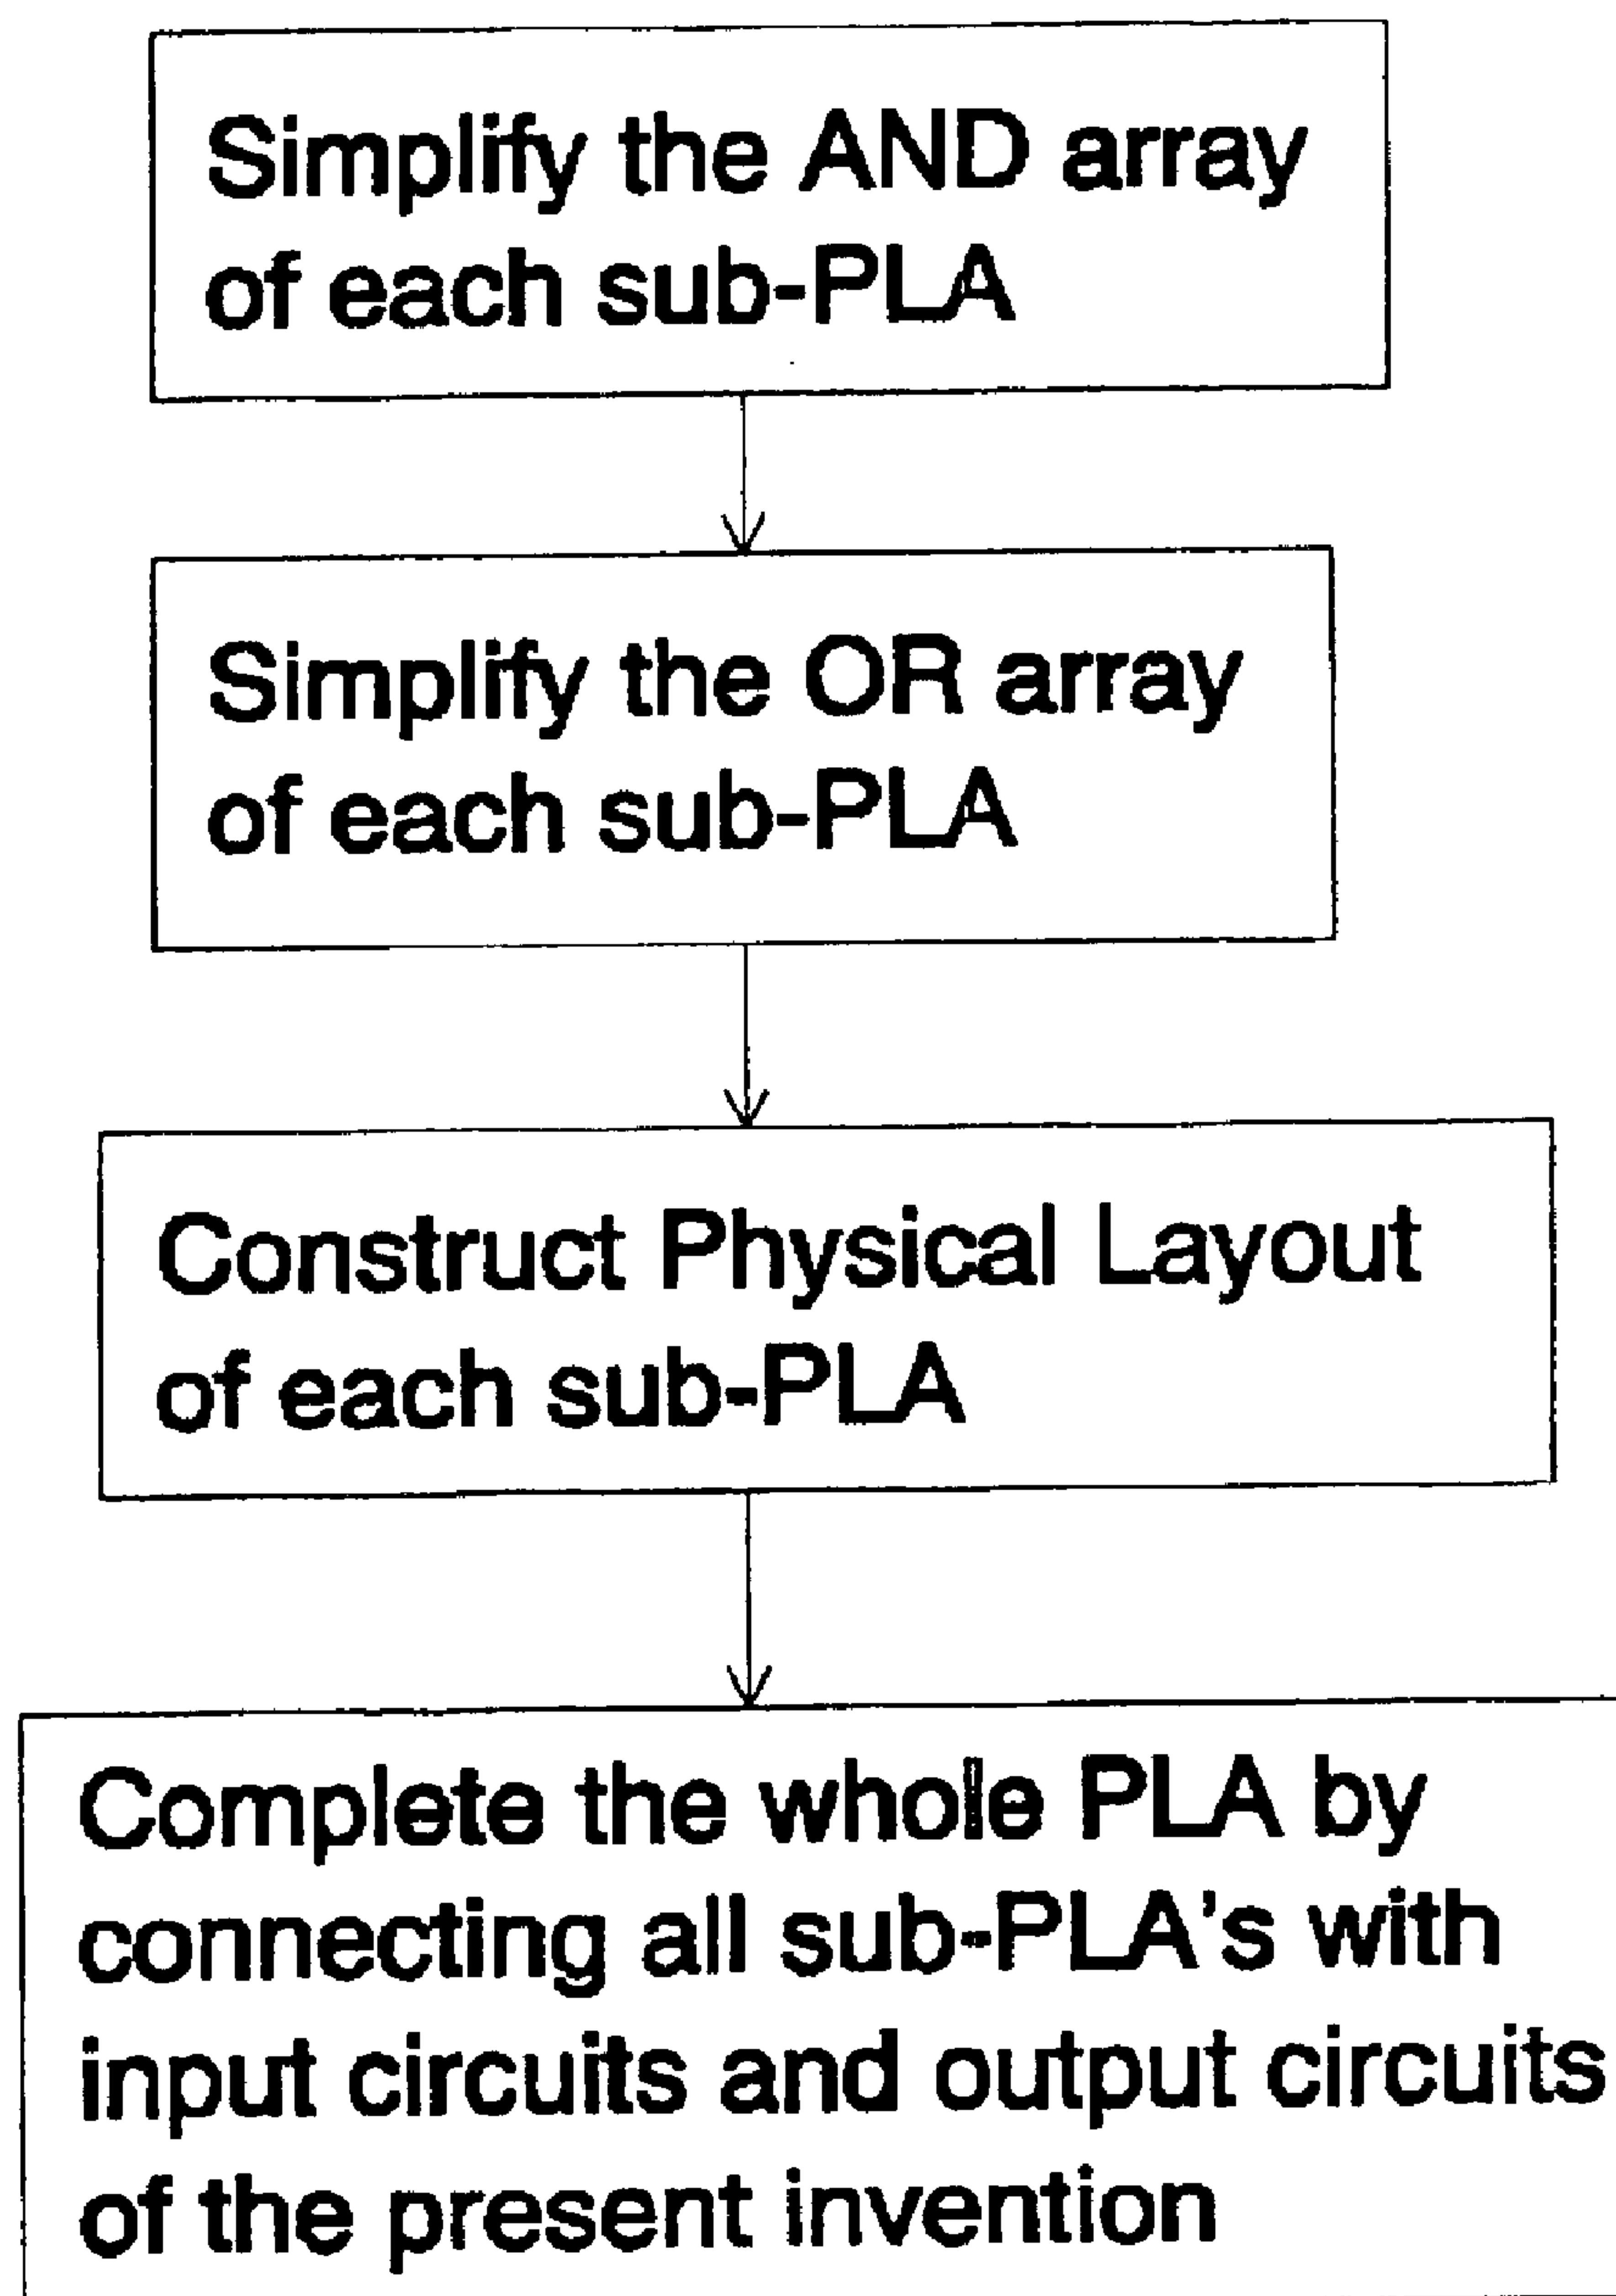 Simplify the AND array
of each sub-PLA
Simplify the OR array
of each sub-PLA
Construct Physical Layout
of each sub-PLA
Complete the whole PLA by
connecting all sub-PLA's with
input circuits and output circuits
of the present invention